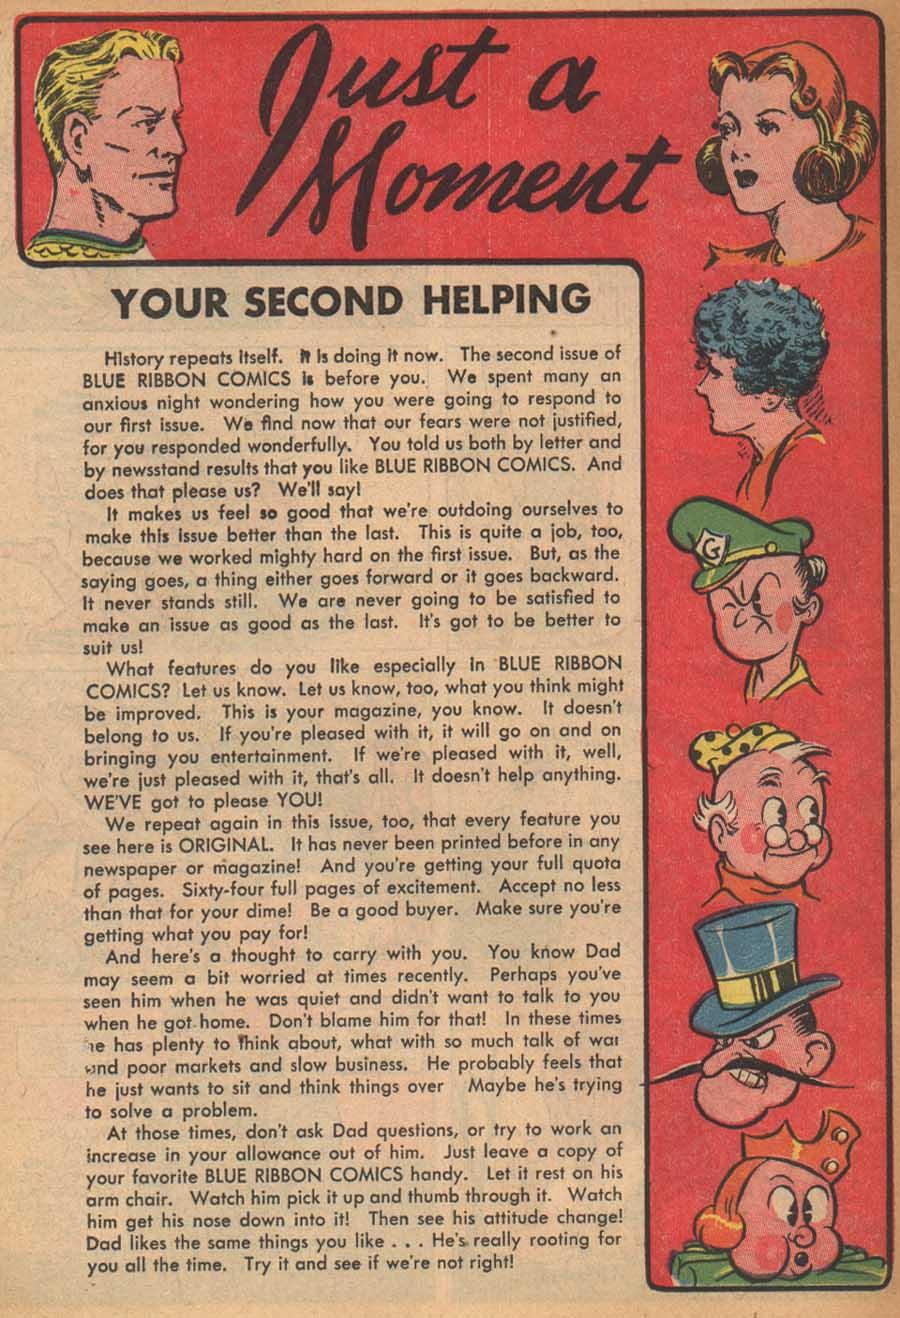 Just a
Moment
YOUR SECOND HELPING
History repeats itself. It is doing it now. The second issue of
BLUE RIBBON COMICS is before you. We spent many an
anxious night wondering how you were going to respond to
our first issue. We find now that our fears were not justified,
for you responded wonderfully. You told us both by letter and
by newsstand results that you like BLUE RIBBON COMICS. And
does that please us? We'll say!
It makes us feel so good that we're outdoing ourselves to
make this issue better than the last. This is quite a job, too,
because we worked mighty hard on the first issue. But, as the
saying goes, a thing either goes forward or it goes backward.
It never stands still. We are never going to be satisfied to
make an issue as good as the last. It's got to be better to
suit us!
What features do you like especially in BLUE RIBBON
COMICS? Let us know. Let us know, too, what you think might
be improved. This is your magazine, you know. It doesn't
belong to us. If you're pleased with it, it will go on and on
bringing you entertainment. If we're pleased with it, well,
we're just pleased with it, that's all. It doesn't help anything.
WE'VE got to please YOU!
We repeat again in this issue, too, that every feature you
see here is ORIGINAL. It has never been printed before in any
newspaper or magazine! And you're getting your full quota
of pages. Sixty-four full pages of excitement. Accept no less
than that for your dime! Be a good buyer. Make sure you're
getting what you pay for!
And here's a thought to carry with you. You know Dad
may seem a bit worried at times recently. Perhaps you've
seen him when he was quiet and didn't want to talk to you
when he got home. Don't blame him for that! In these times
he has plenty to think about, what with so much talk of war
and poor markets and slow business. He probably feels that
he just wants to sit and think things over Maybe he's trying
to solve a problem.
At those times, don't ask Dad questions, or try to work an
increase in your allowance out of him. Just leave a copy of
your favorite BLUE RIBBON COMICS handy. Let it rest on his
arm chair. Watch him pick it up and thumb through it. Watch
him get his nose down into it! Then see his attitude change!
Dad likes the same things you like . . . He's really rooting for
you all the time. Try it and see if we're not right!
G